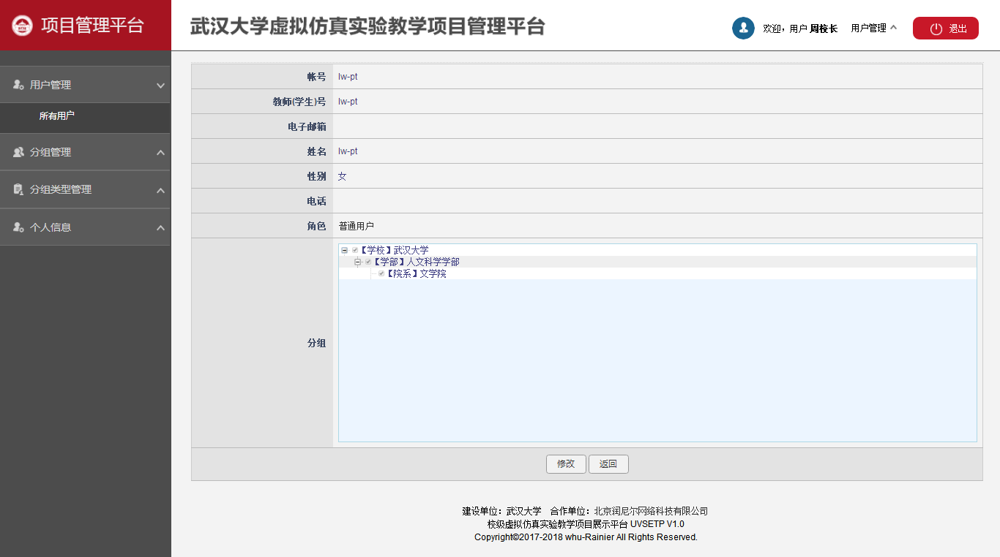 项目管理平台
武汉大学虚拟仿真实验教学项目管理平台
欢迎，用户 周校长 用户管理 退出
用户管理
所有用户
分组管理
分组类型管理
个人信息
帐号 lw-pt
教师(学生)号 lw-pt
电子邮箱
姓名 lw-pt
性别 女
电话
角色 普通用户
分组
【学校】武汉大学
【学部】人文科学学部
【院系】文学院
修改 返回
建设单位：武汉大学 合作单位：北京润尼尔网络科技有限公司
校级虚拟仿真实验教学项目展示平台 UVSETP V1.0
Copyright©2017-2018 whu-Rainier All Rights Reserved.